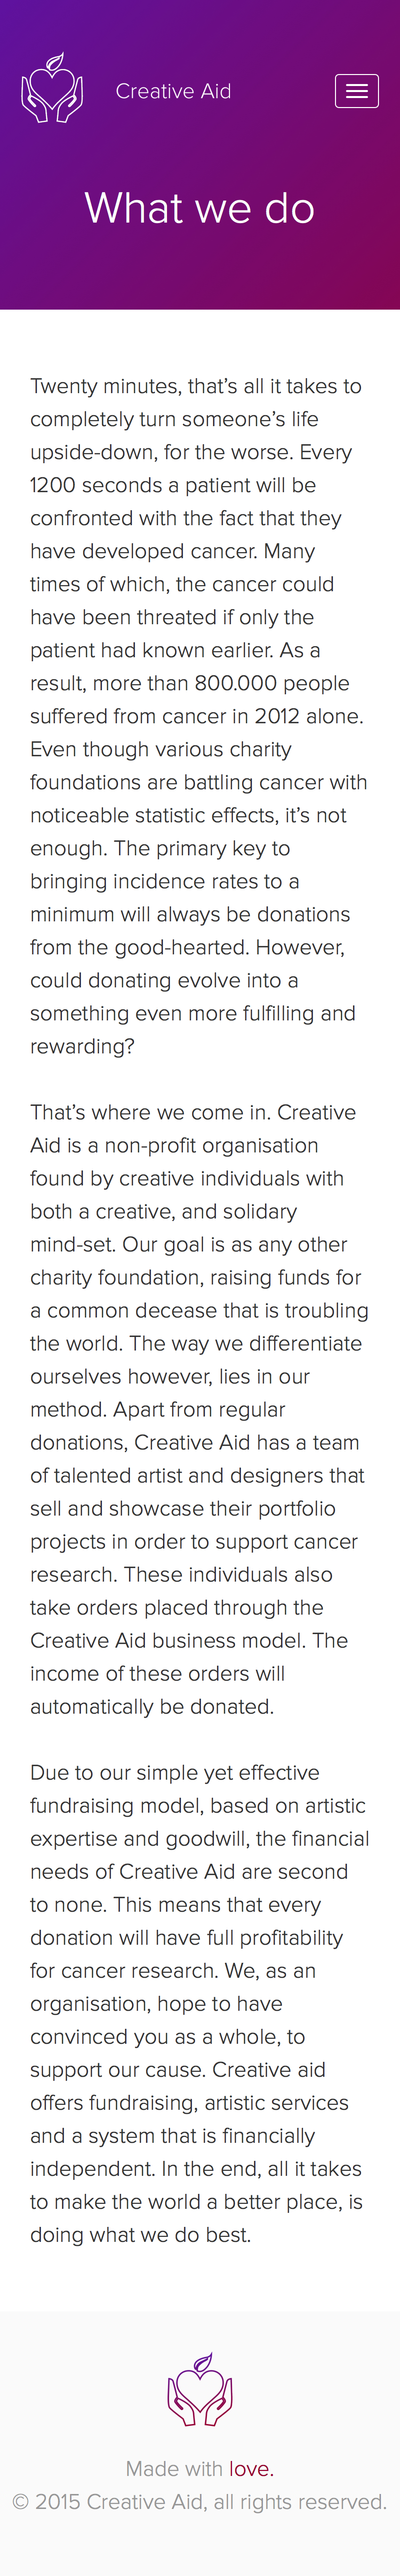 Creative Aid
What we do
Twenty minutes, that’s all it takes to
completely turn someone’s life
upside-down, for the worse. Every
1200 seconds a patient will be
confronted with the fact that they
have developed cancer. Many
times of which, the cancer could
have been threated if only the
patient had known earlier. As a
result, more than 800.000 people
suffered from cancer in 2012 alone.
Even though various charity
foundations are battling cancer with
noticeable statistic effects, it’s not
enough. The primary key to
bringing incidence rates to a
minimum will always be donations
from the good-hearted. However,
could donating evolve into a
something even more fulfilling and
rewarding?
That’s where we come in. Creative
Aid is a non-profit organisation
found by creative individuals with
both a creative, and solidary
mind-set. Our goal is as any other
charity foundation, raising funds for
a common decease that is troubling
the world. The way we differentiate
ourselves however, lies in our
method. Apart from regular
donations, Creative Aid has a team
of talented artist and designers that
sell and showcase their portfolio
projects in order to support cancer
research. These individuals also
take orders placed through the
Creative Aid business model. The
income of these orders will
automatically be donated.
Due to our simple yet effective
fundraising model, based on artistic
expertise and goodwill, the financial
needs of Creative Aid are second
to none. This means that every
donation will have full profitability
for cancer research. We, as an
organisation, hope to have
convinced you as a whole, to
support our cause. Creative aid
offers fundraising, artistic services
and a system that is financially
independent. In the end, all it takes
to make the world a better place, is
doing what we do best.
Made with love.
© 2015 Creative Aid, all rights reserved.